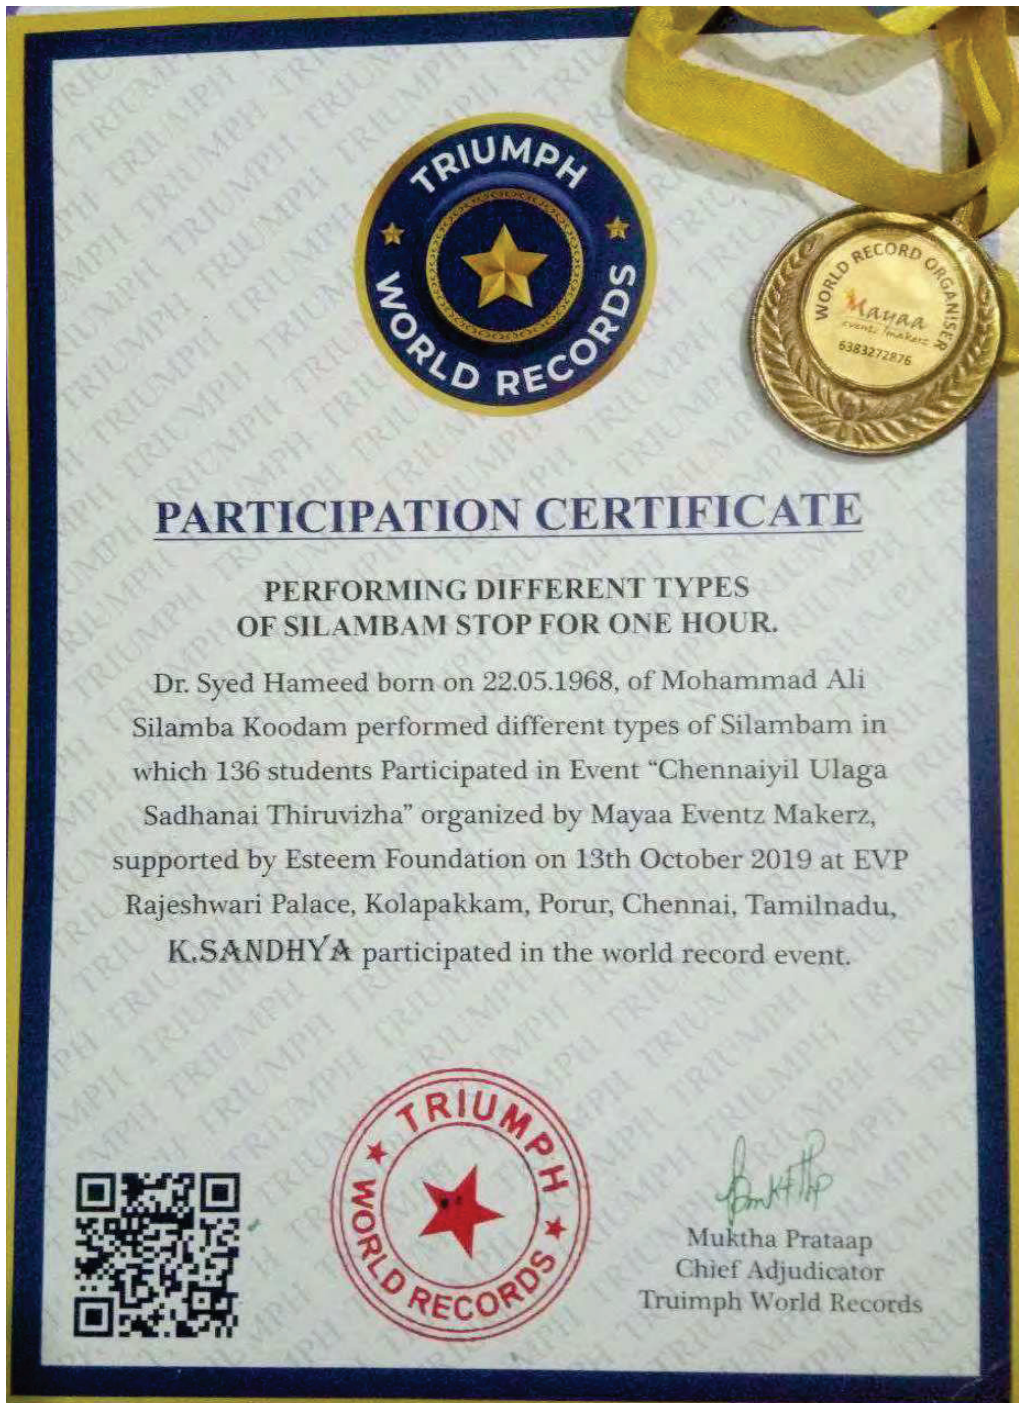 TRIUMPH
WORLD RECORDS
WORLD RECORD ORGANISER
Mayaa
eventz makerz
6383272876
PARTICIPATION CERTIFICATE
PERFORMING DIFFERENT TYPES
OF SILAMBAM STOP FOR ONE HOUR.
Dr. Syed Hameed born on 22.05.1968, of Mohammad Ali
Silamba Koodam performed different types of Silambam in
which 136 students Participated in Event “Chennaiyil Ulaga
Sadhanai Thiruvizha” organized by Mayaa Eventz Makerz,
supported by Esteem Foundation on 13th October 2019 at EVP
Rajeshwari Palace, Kolapakkam, Porur, Chennai, Tamilnadu,
K.SANDHYA participated in the world record event.
TRIUMPH
WORLD RECORDS
Muktha Prataap
Chief Adjudicator
Truimph World Records